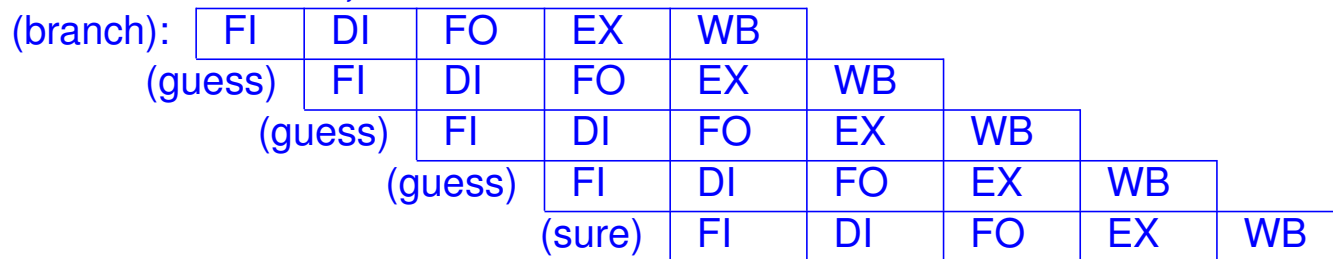 (branch): FI DI FO EX WB
(guess) FI DI FO EX WB
(guess) FI DI FO EX WB
(guess) FI DI FO EX WB
(sure) FI DI FO EX WB